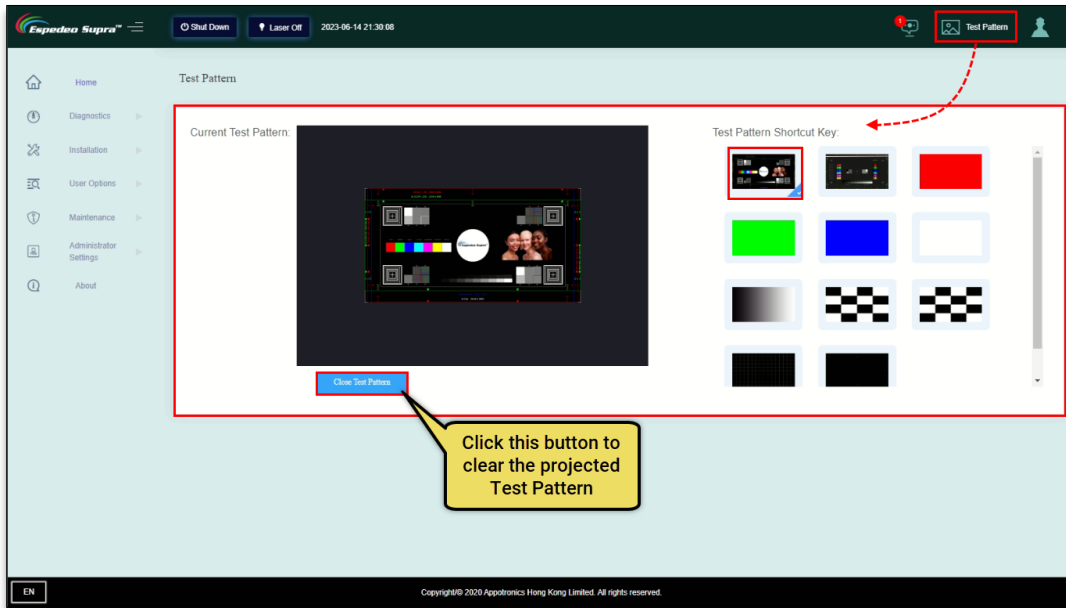 Espedeo Supra™
Shut Down
Laser Off
2023-06-14 21:30:08
1
Test Pattern
Home
Diagnostics
Installation
User Options
Maintenance
Administrator
Settings
About
Test Pattern
Current Test Pattern:
Test Pattern Shortcut Key:
Close Test Pattern
Click this button to
clear the projected
Test Pattern
EN
Copyright/© 2020 Appotronics Hong Kong Limited. All rights reserved.